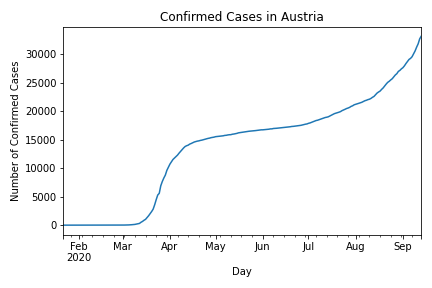 Confirmed Cases in Austria
Number of Confirmed Cases
30000
25000
20000
15000
10000
5000
0
Feb Mar Apr May Jun Jul Aug Sep
2020
Day